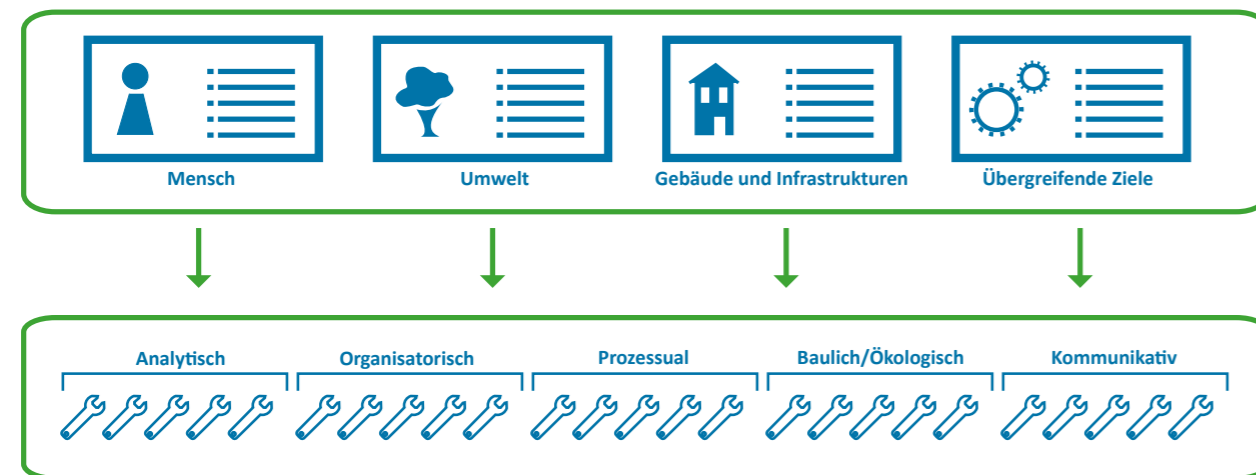 Mensch
Umwelt
Gebäude und Infrastrukturen
Übergreifende Ziele
Analytisch
Organisatorisch
Prozessual
Baulich/Ökologisch
Kommunikativ